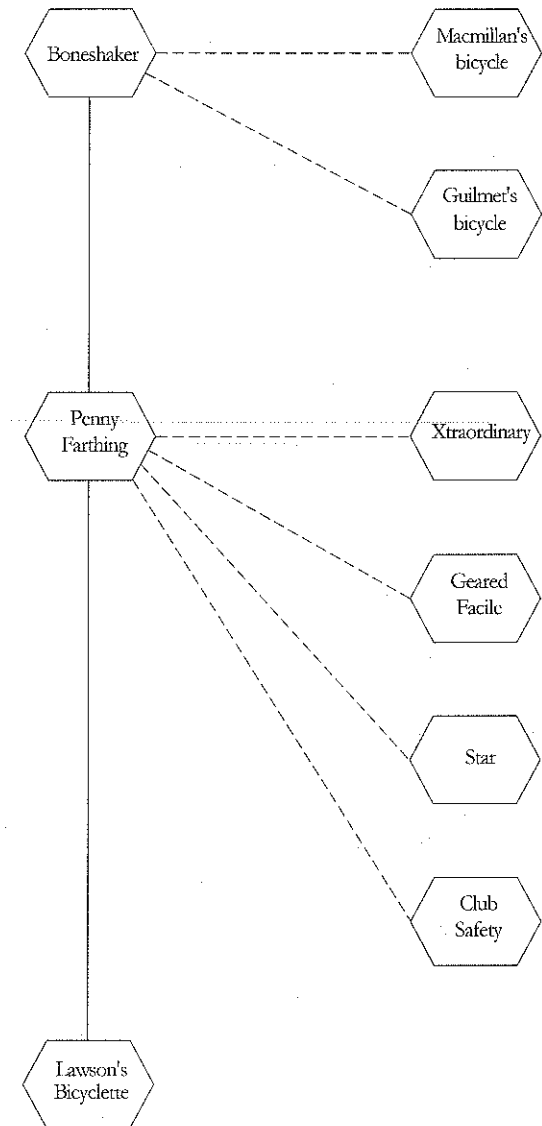 Boneshaker
Macmillan's
bicycle
Guilmet's
bicycle
Penny
Farthing
Xtraordinary
Geared
Facile
Star
Club
Safety
Lawson's
Bicyclette